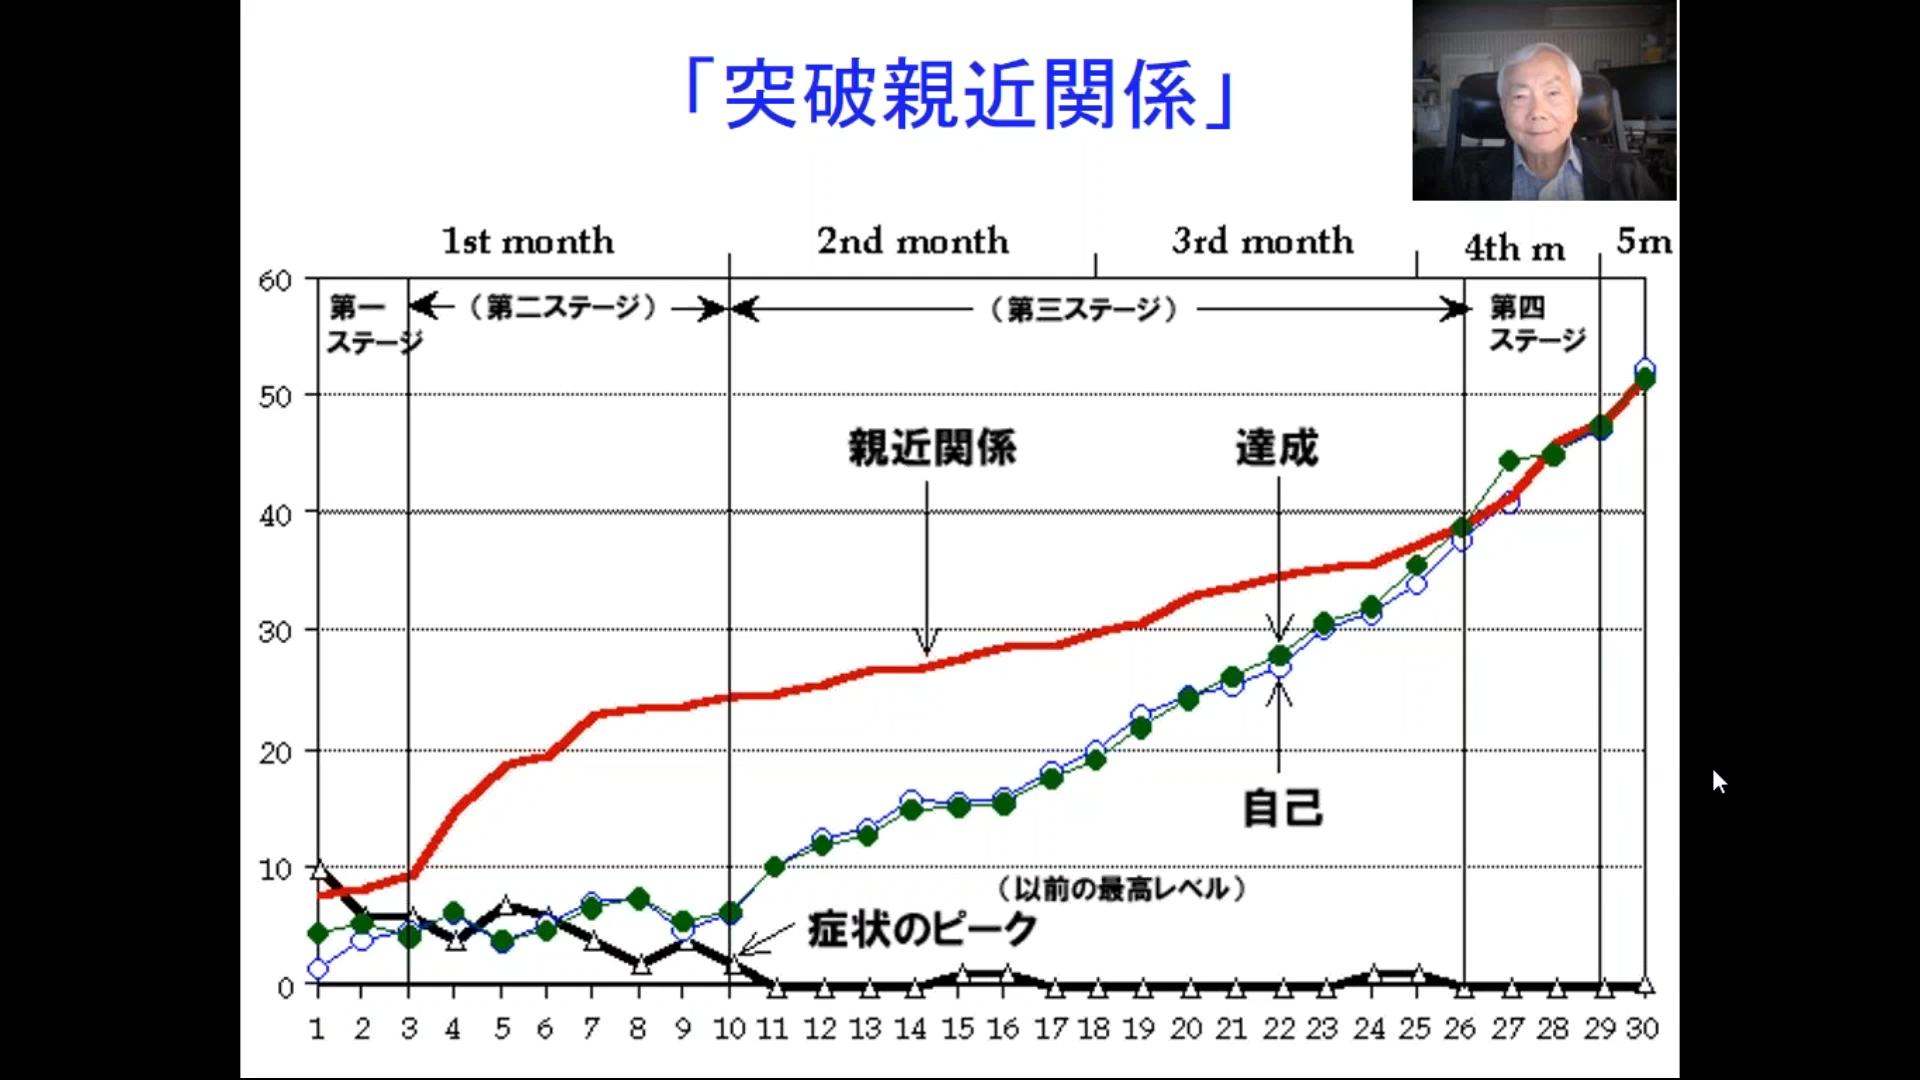 「突破親近関係」
1st month 2nd month 3rd month 4th m 5m
60
第一
ステージ
（第二ステージ）
（第三ステージ）
第四
ステージ
50
親近関係
達成
40
30
20
自己
10
（以前の最高レベル）
症状のピーク
0
1 2 3 4 5 6 7 8 9 10 11 12 13 14 15 16 17 18 19 20 21 22 23 24 25 26 27 28 29 30